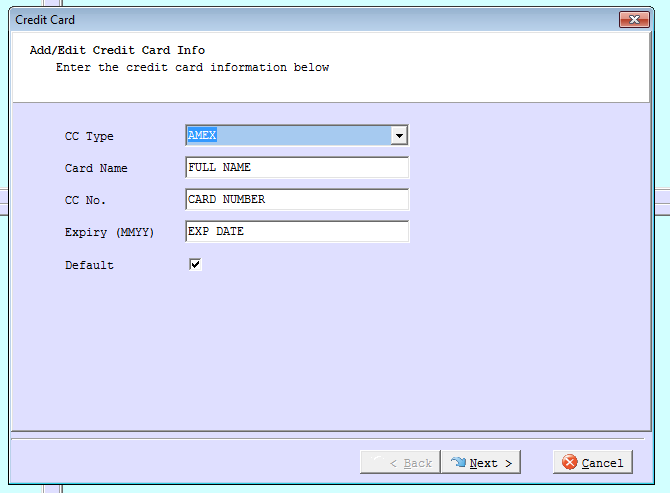 Credit Card
Add/Edit Credit Card Info
Enter the credit card information below
CC Type AMEX
Card Name FULL NAME
CC No. CARD NUMBER
Expiry (MMYY) EXP DATE
Default
< Back Next > Cancel